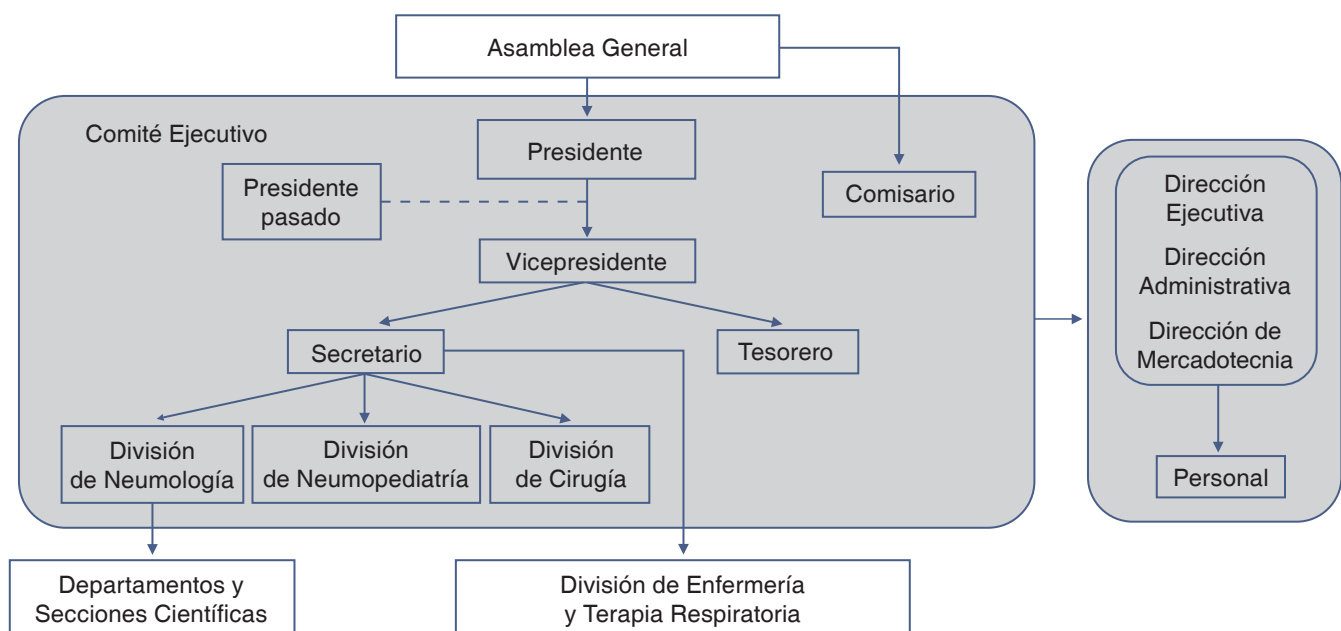 Asamblea General
Comité Ejecutivo
Presidente
Presidente
pasado
Comisario
Vicepresidente
Secretario
Tesorero
División
de Neumología
División
de Neumopediatría
División
de Cirugía
Departamentos y
Secciones Científicas
División de Enfermería
y Terapia Respiratoria
Dirección
Ejecutiva
Dirección
Administrativa
Dirección de
Mercadotecnia
Personal